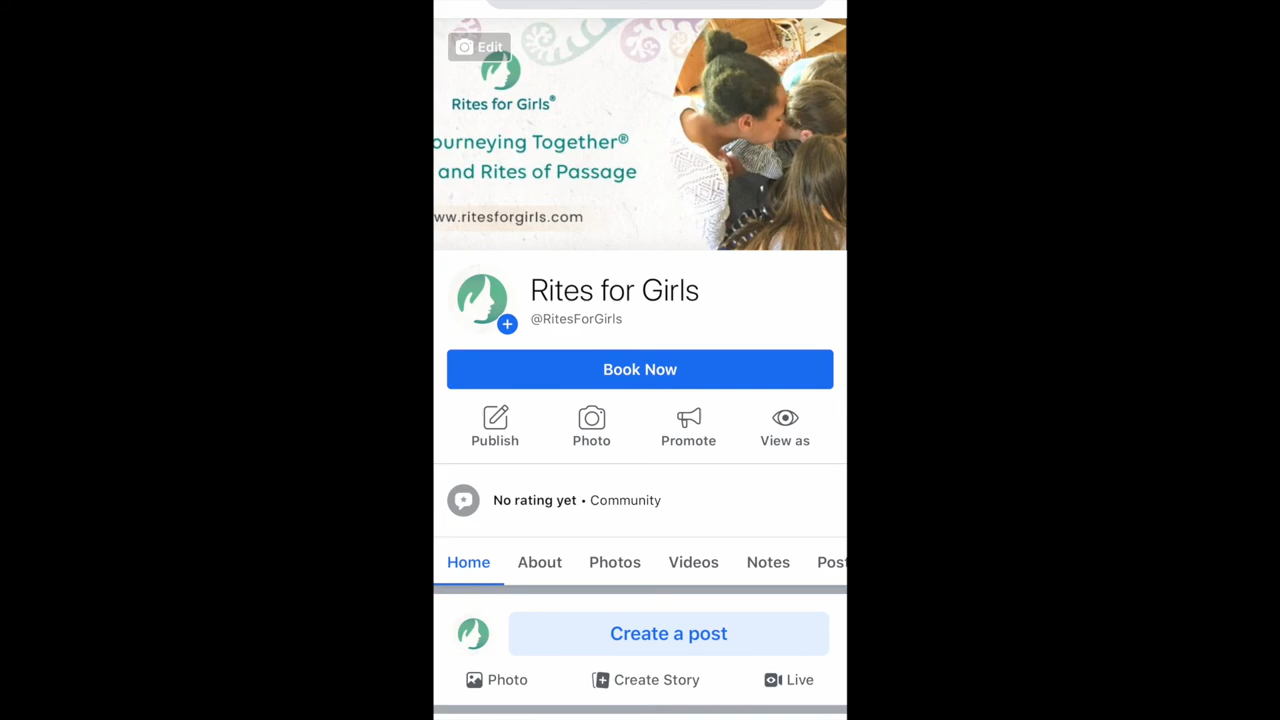 Edit
Rites for Girls®
ourneying Together®
and Rites of Passage
ww.ritesforgirls.com
Rites for Girls
@RitesForGirls
Book Now
Publish Photo Promote View as
No rating yet • Community
Home About Photos Videos Notes Post
Create a post
Photo Create Story Live